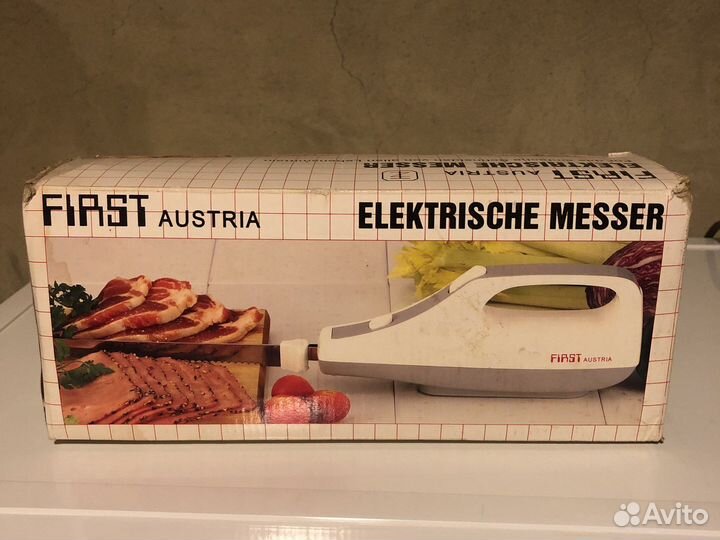 FIRST AUSTRIA
ELEKTRISCHE MESSER
FIRST AUSTRIA ELEKTRISCHE MESSER
FIRST AUSTRIA
Avito